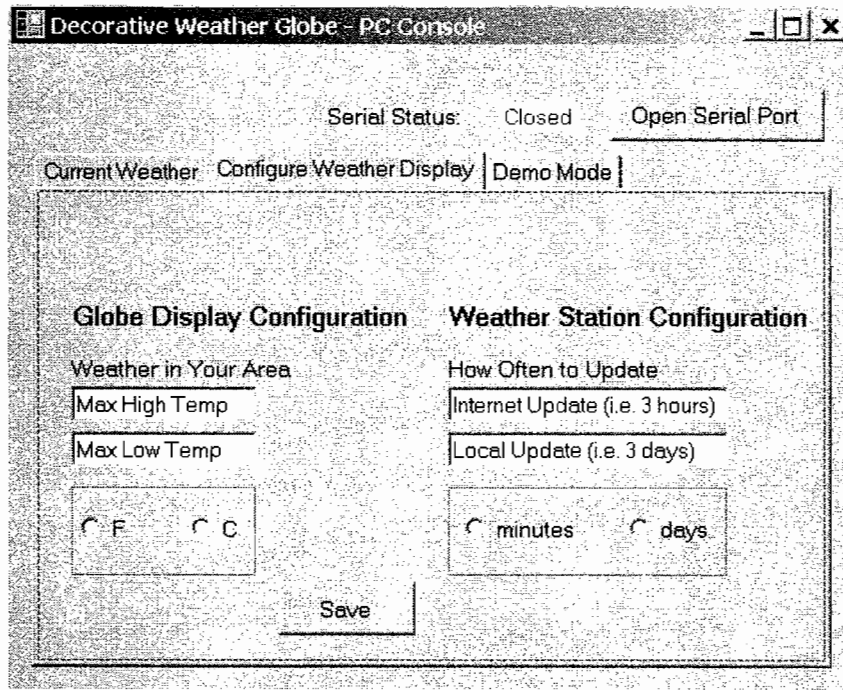 Decorative Weather Globe - PC Console
Serial Status: Closed Open Serial Port
Current Weather Configure Weather Display Demo Mode
Globe Display Configuration Weather Station Configuration
Weather in Your Area How Often to Update
Max High Temp Internet Update (i.e. 3 hours)
Max Low Temp Local Update (i.e. 3 days)
F C minutes days
Save